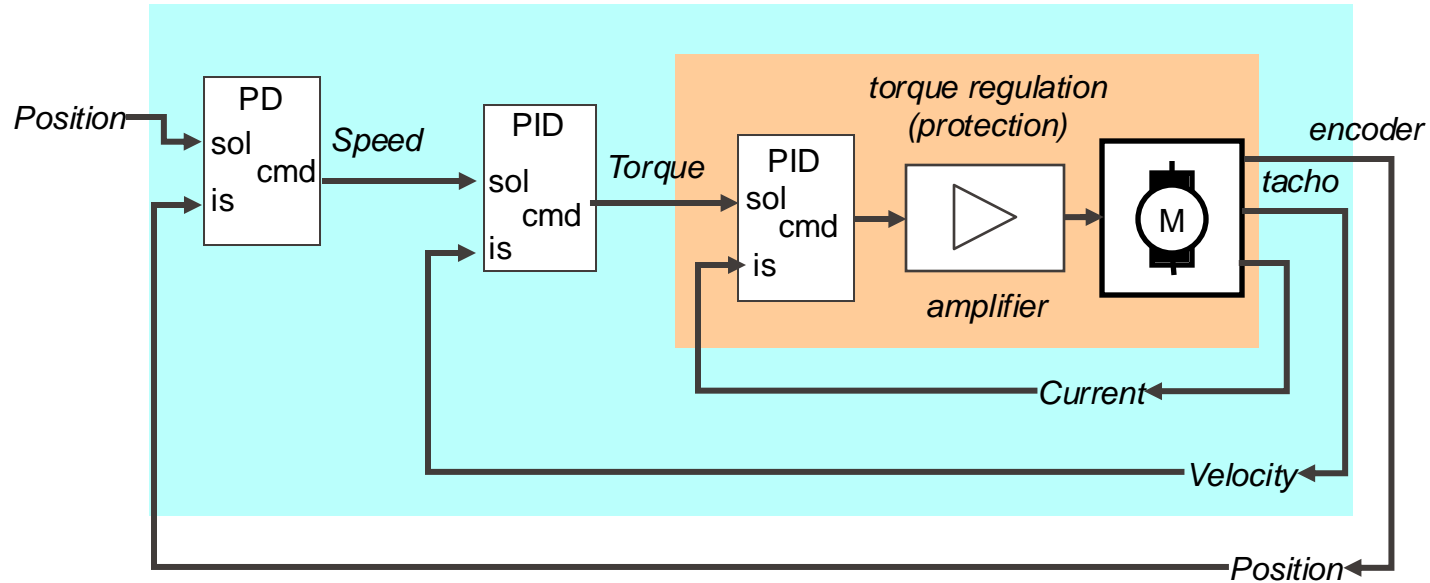 Position
PD
sol
cmd
is
Speed
PID
sol
cmd
is
Torque
torque regulation
(protection)
PID
sol
cmd
is
amplifier
M
encoder
tacho
Current
Velocity
Position